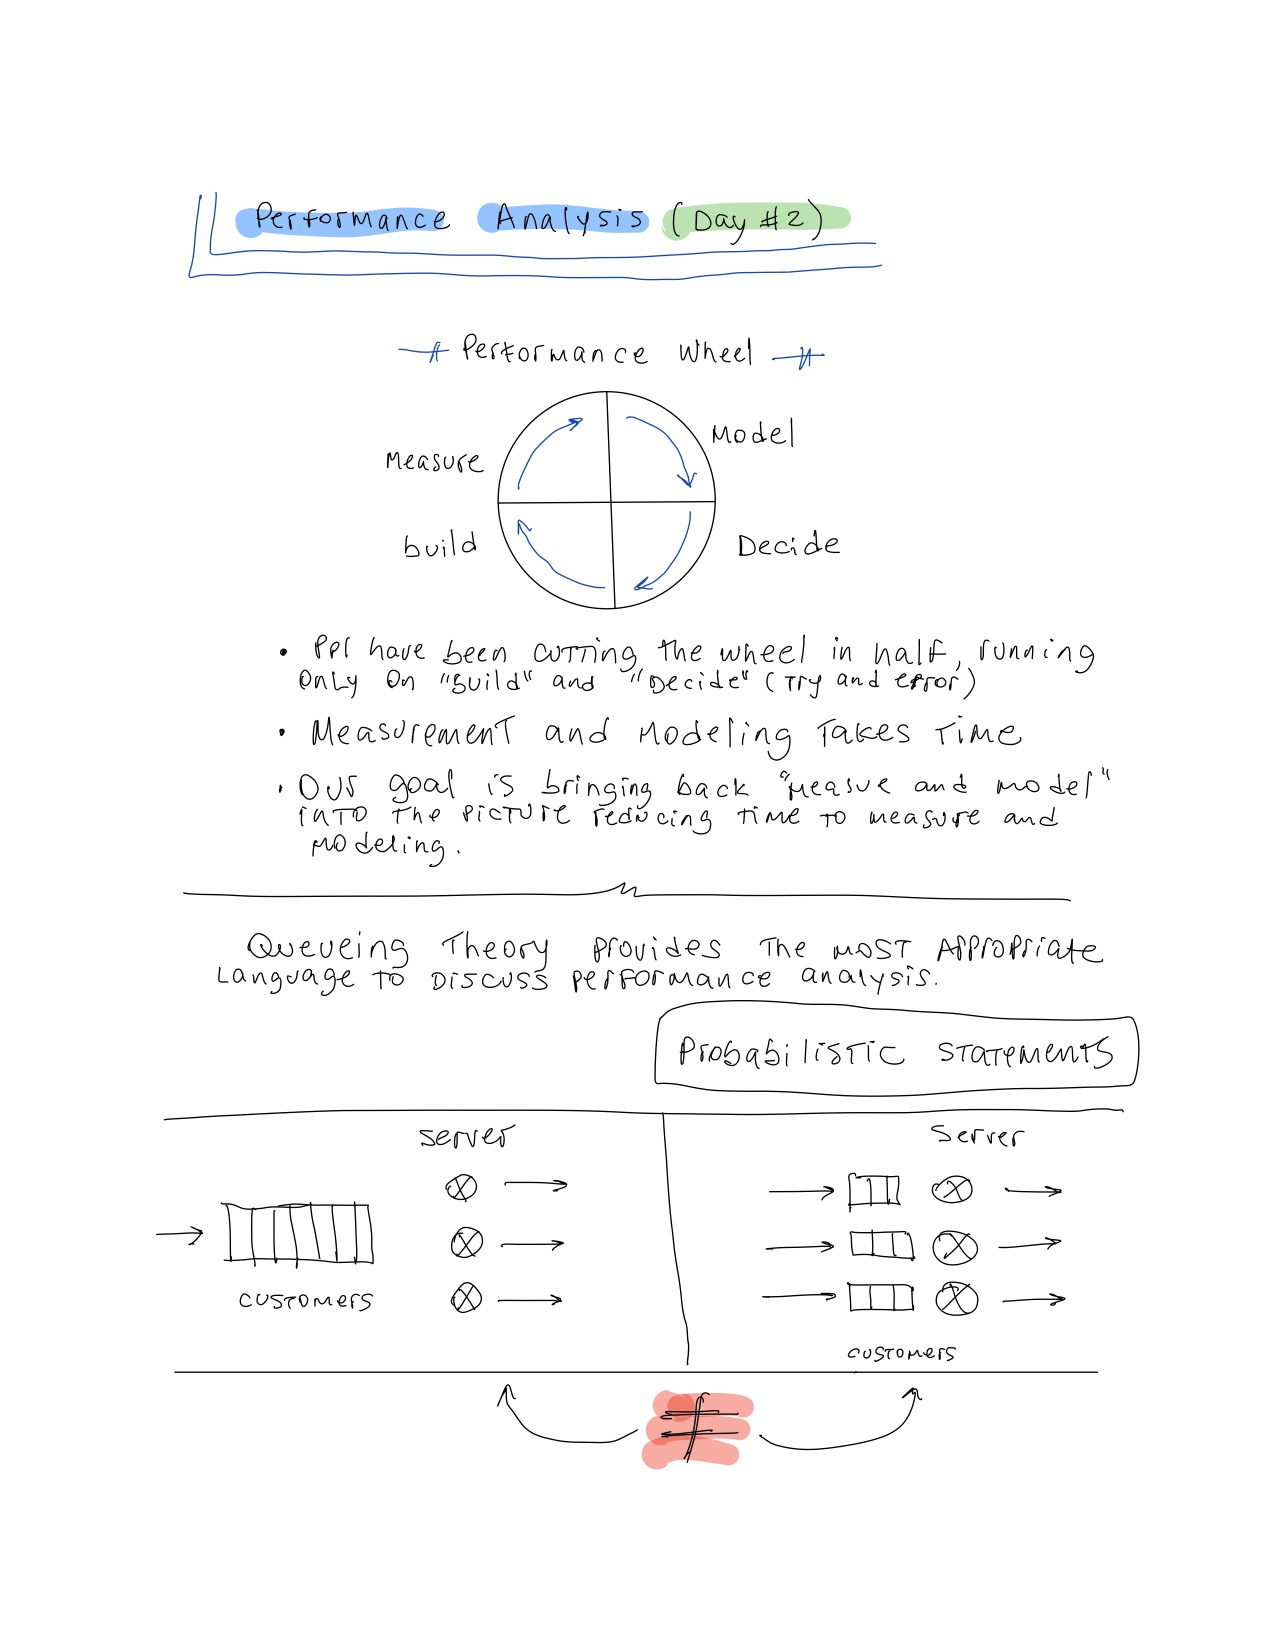 Performance Analysis (Day #2)
Performance Wheel
Model
Measure
build
Decide
• Ppl have been cutting the wheel in half, running
only on "Build" and "Decide" (Try and error)
• Measurement and Modeling Takes Time
• Our goal is bringing back "Measue and model"
into the picture reducing time to measure and
modeling.
Queueing Theory provides the most Appropriate
Language to Discuss performance analysis.
Probabilistic statements
server
Server
customers
customers
≠